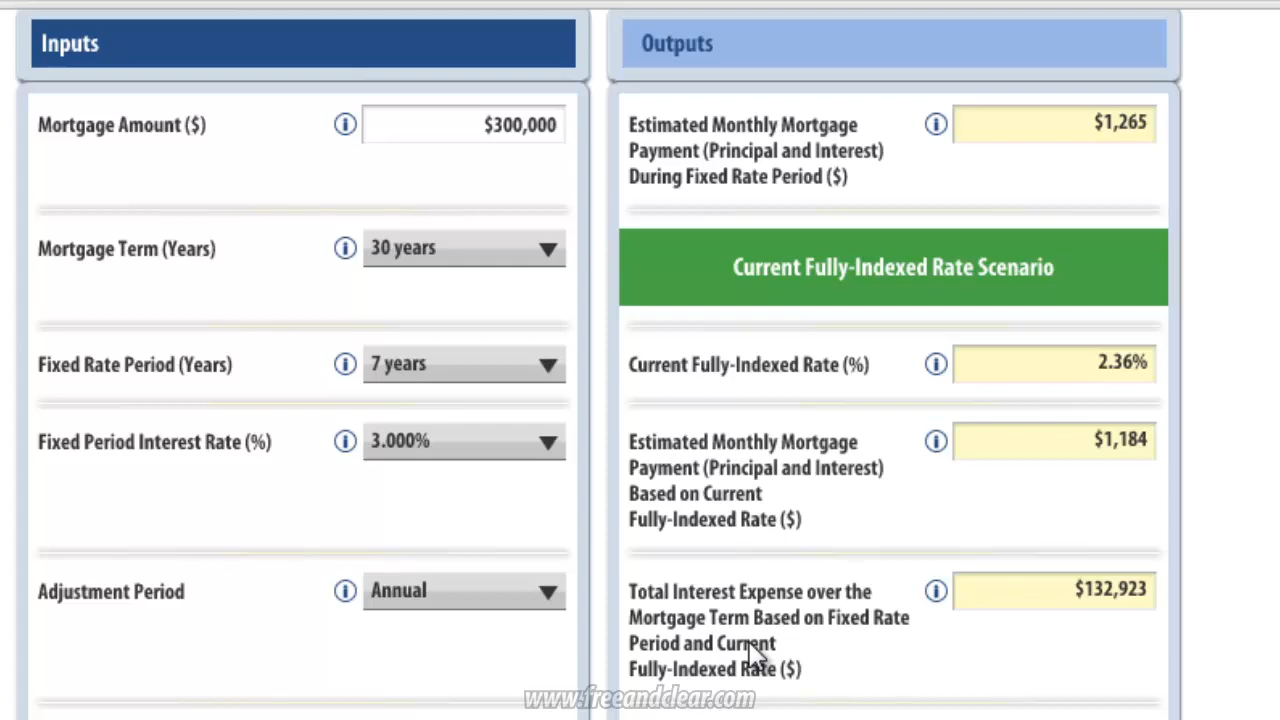 Inputs
Mortgage Amount ($)
$300,000
Mortgage Term (Years)
30 years
Fixed Rate Period (Years)
7 years
Fixed Period Interest Rate (%)
3.000%
Adjustment Period
Annual
Outputs
Estimated Monthly Mortgage
Payment (Principal and Interest)
During Fixed Rate Period ($)
$1,265
Current Fully-Indexed Rate Scenario
Current Fully-Indexed Rate (%)
2.36%
Estimated Monthly Mortgage
Payment (Principal and Interest)
Based on Current
Fully-Indexed Rate ($)
$1,184
Total Interest Expense over the
Mortgage Term Based on Fixed Rate
Period and Current
Fully-Indexed Rate ($)
$132,923
www.freeandclear.com